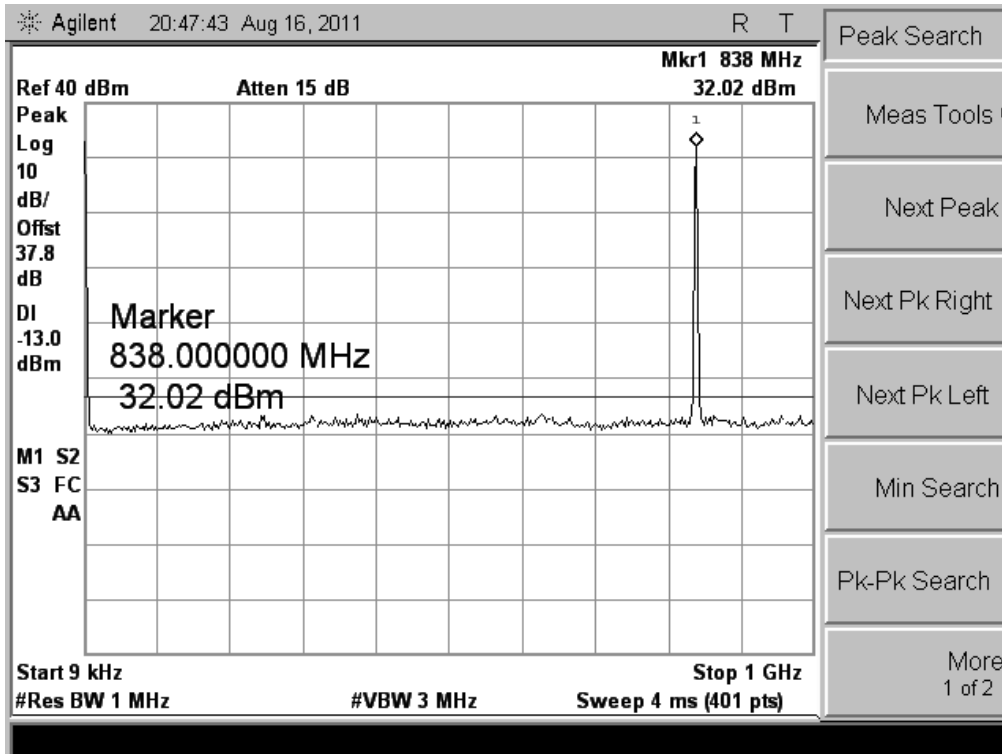 Agilent 20:47:43 Aug 16, 2011 R T
Mkr1 838 MHz
Ref 40 dBm Atten 15 dB 32.02 dBm
Peak
Log
10
dB/
Offst
37.8
dB
DI
-13.0
dBm
1
Marker
838.000000 MHz
32.02 dBm
M1 S2
S3 FC
AA
Start 9 kHz Stop 1 GHz
#Res BW 1 MHz #VBW 3 MHz Sweep 4 ms (401 pts)
Peak Search
Meas Tools
Next Peak
Next Pk Right
Next Pk Left
Min Search
Pk-Pk Search
More
1 of 2